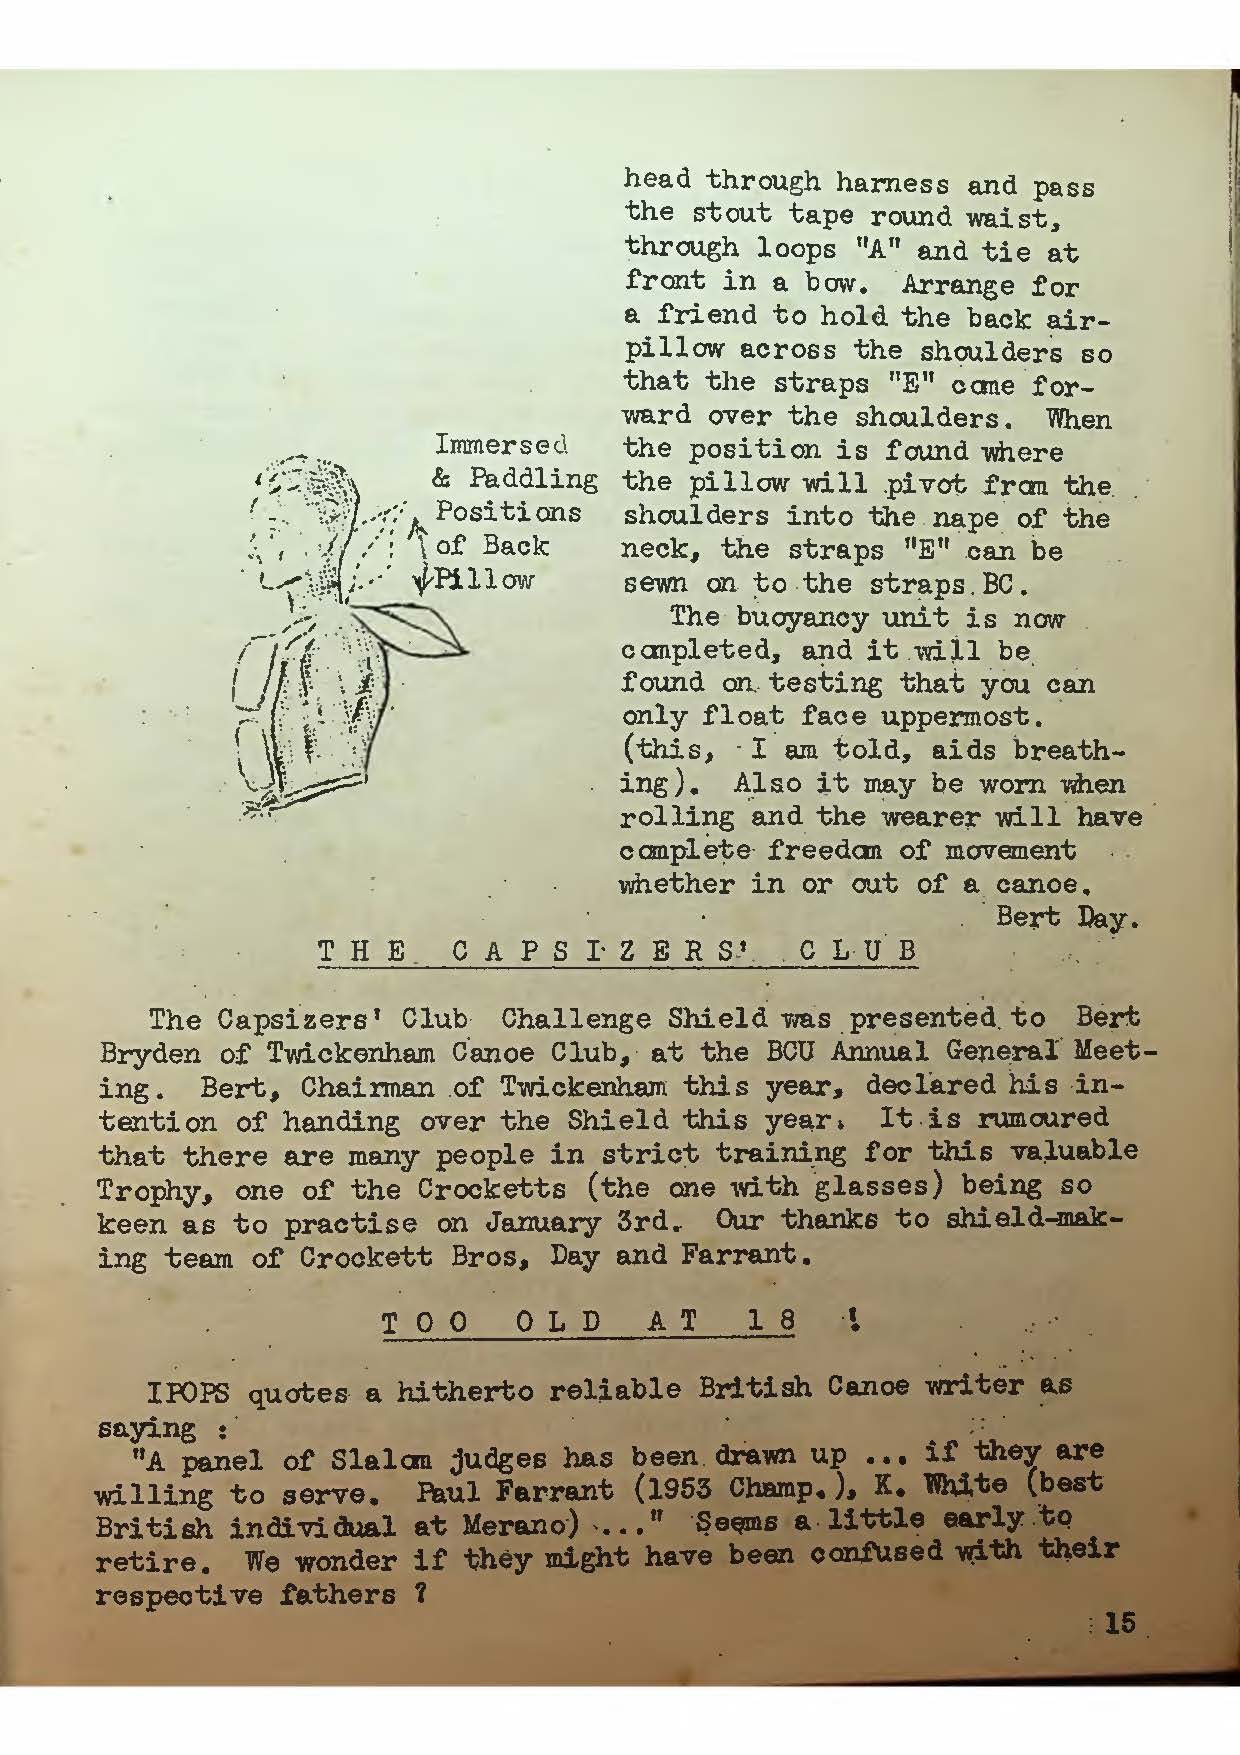 head through harness and pass
the stout tape round waist,
through loops "A" and tie at
front in a bow. Arrange for
a friend to hold the back air-
pillow across the shoulders so
that the straps "E" come for-
ward over the shoulders. When
the position is found where
the pillow will pivot from the
shoulders into the nape of the
neck, the straps "E" can be
sewn on to the straps BC.
The buoyancy unit is now
completed, and it will be
found on testing that you can
only float face uppermost.
(this, I am told, aids breath-
ing). Also it may be worn when
rolling and the wearer will have
complete freedom of movement
whether in or out of a canoe.
Bert Day.
Immersed
& Paddling
Positions
of Back
Pillow
THE CAPSIZERS' CLUB
The Capsizers' Club Challenge Shield was presented to Bert
Bryden of Twickenham Canoe Club, at the BCU Annual General Meet-
ing. Bert, Chairman of Twickenham this year, declared his in-
tention of handing over the Shield this year. It is rumoured
that there are many people in strict training for this valuable
Trophy, one of the Crocketts (the one with glasses) being so
keen as to practise on January 3rd. Our thanks to shield-mak-
ing team of Crockett Bros, Day and Farrant.
TOO OLD AT 18 !
IPOPS quotes a hitherto reliable British Canoe writer as
saying :
"A panel of Slalom judges has been drawn up ... if they are
willing to serve. Paul Farrant (1953 Champ.), K. White (best
British individual at Merano) ..." Seems a little early to
retire. We wonder if they might have been confused with their
respective fathers ?
15